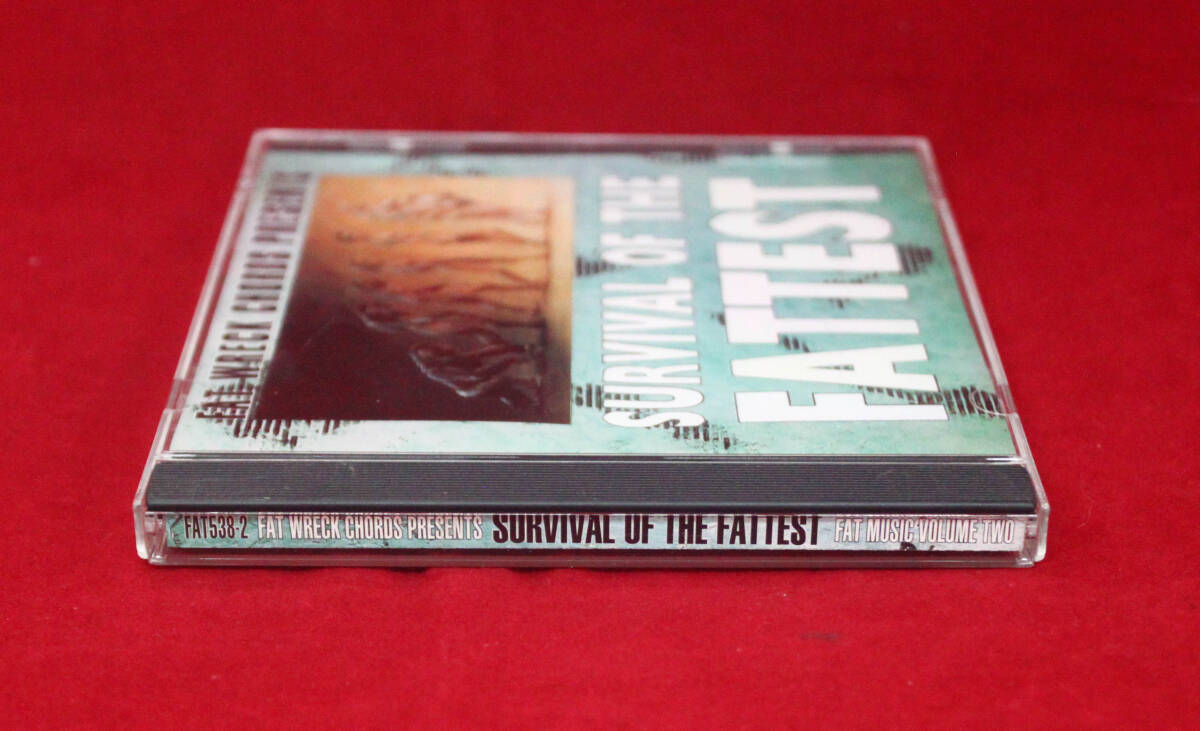 FAT WRECK CHORDS PRESENTS
SURVIVAL OF THE
FATTEST
FAT538-2 FAT WRECK CHORDS PRESENTS SURVIVAL OF THE FATTEST FAT MUSIC VOLUME TWO